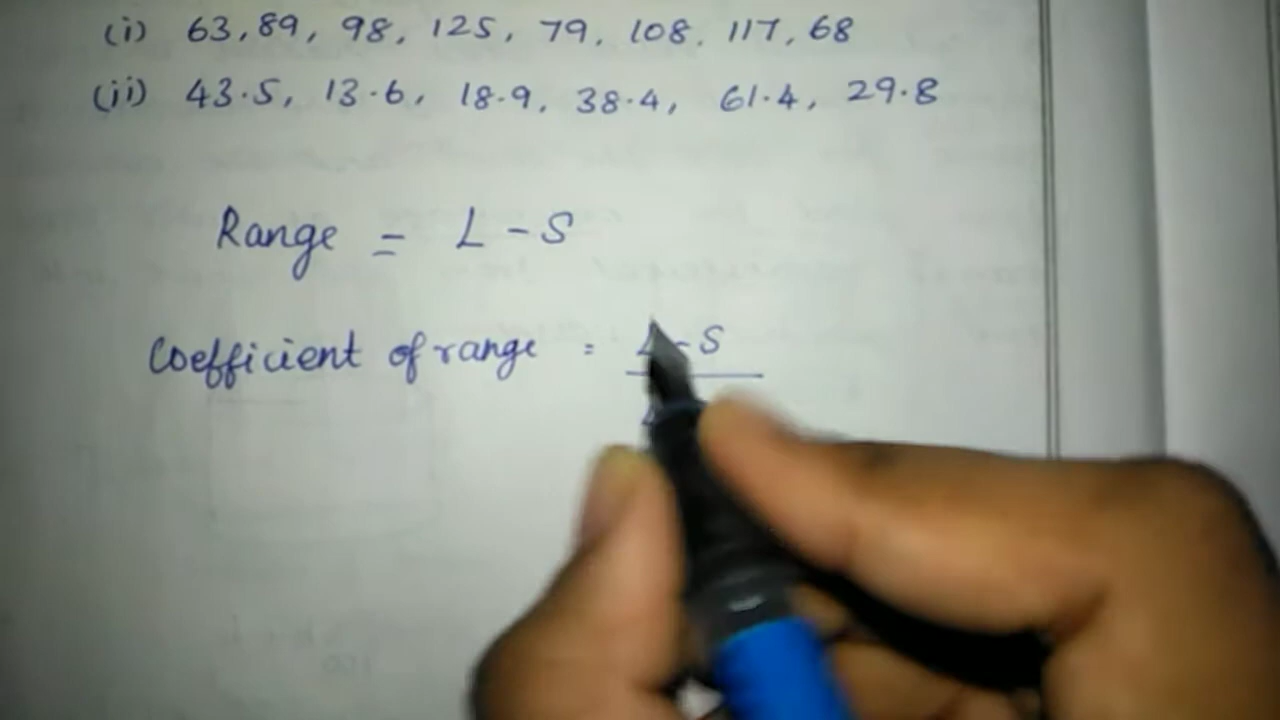 (i) 63, 89, 98, 125, 79, 108, 117, 68
(ii) 43.5, 13.6, 18.9, 38.4, 61.4, 29.8
Range = L - S
Coefficient of range = L - S